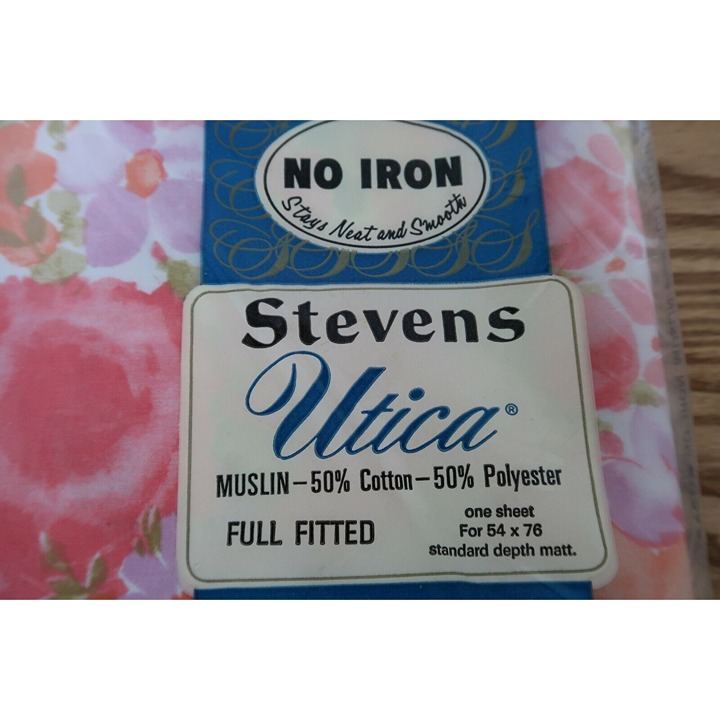 NO IRON
Stays Neat and Smooth
Stevens
Utica®
MUSLIN–50% Cotton–50% Polyester
FULL FITTED
one sheet
For 54 x 76
standard depth matt.